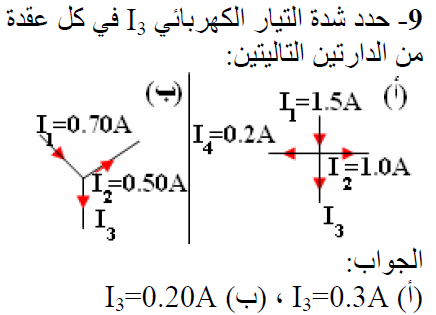 9- حدد شدة التيار الكهربائي I3 في كل عقدة
من الدارتين التاليتين:
(أ)
I1=1.5A
I4=0.2A
I2=1.0A
I3
(ب)
I1=0.70A
I2=0.50A
I3
الجواب:
(أ) I3=0.3A ، (ب) I3=0.20A